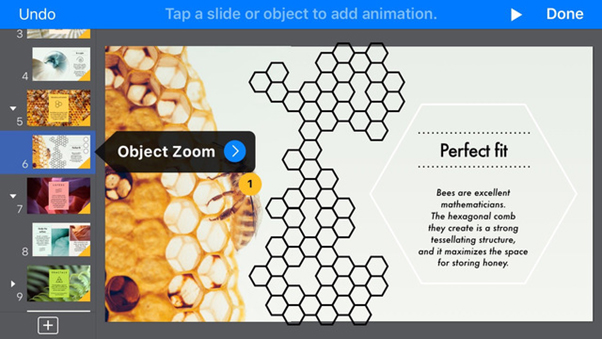 Undo
Tap a slide or object to add animation.
Done
3
4
5
6
7
8
9
Object Zoom
1
Perfect fit
Bees are excellent
mathematicians.
The hexagonal comb
they create is a strong
tessellating structure,
and it maximizes the space
for storing honey.